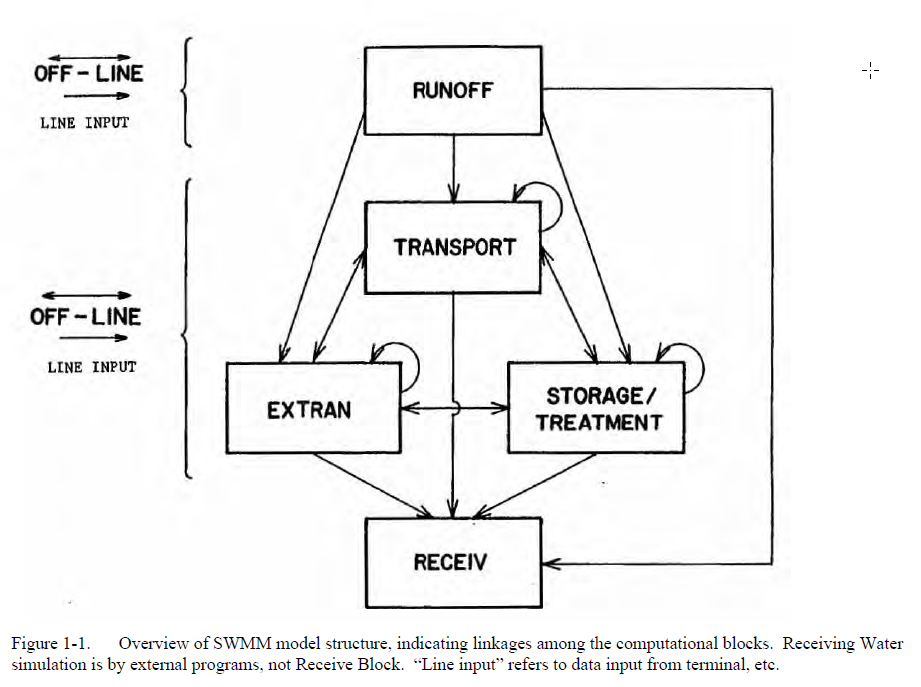 OFF-LINE
LINE INPUT
RUNOFF
TRANSPORT
OFF-LINE
LINE INPUT
EXTRAN
STORAGE/
TREATMENT
RECEIV
Figure 1-1. Overview of SWMM model structure, indicating linkages among the computational blocks. Receiving Water
simulation is by external programs, not Receive Block. “Line input” refers to data input from terminal, etc.